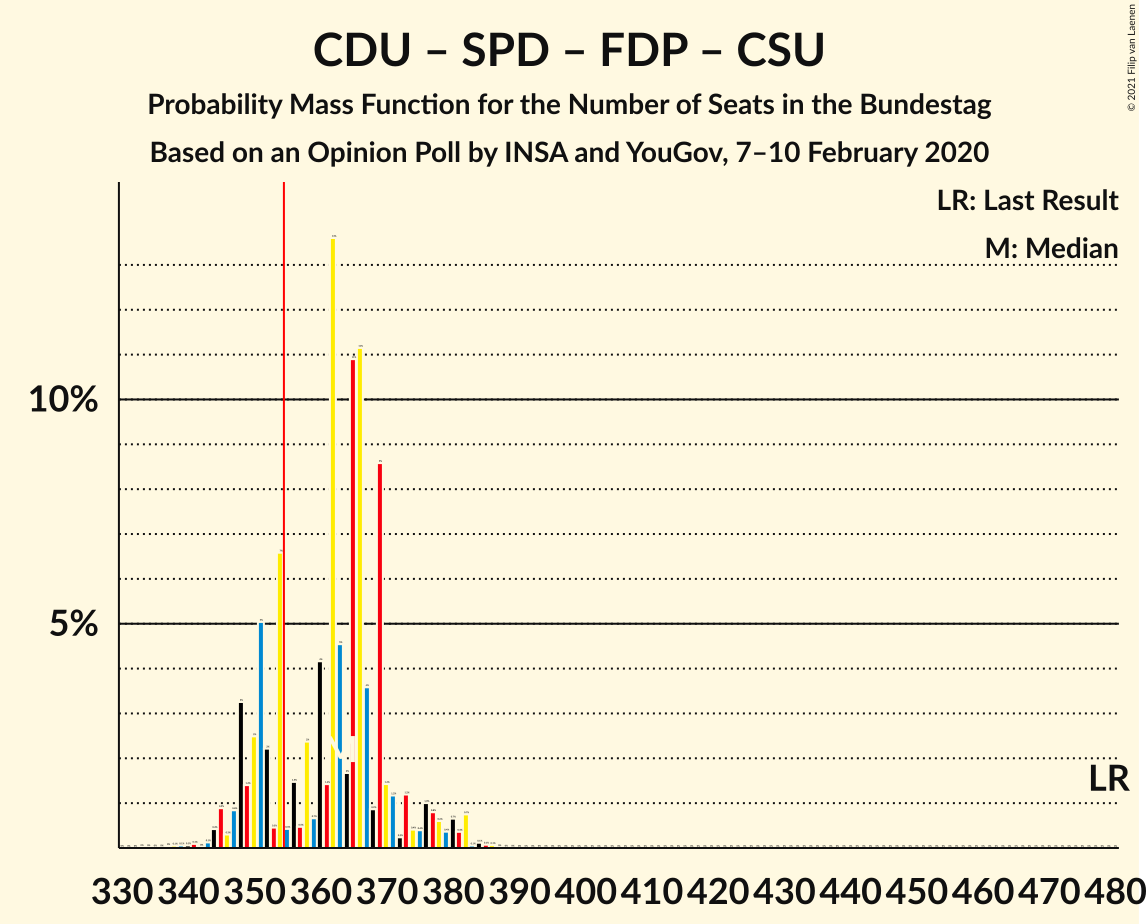 CDU – SPD – FDP – CSU
Probability Mass Function for the Number of Seats in the Bundestag
Based on an Opinion Poll by INSA and YouGov, 7–10 February 2020
© 2021 Filip van Laenen
LR: Last Result
M: Median
10%
5%
M
LR
330 340 350 360 370 380 390 400 410 420 430 440 450 460 470 480